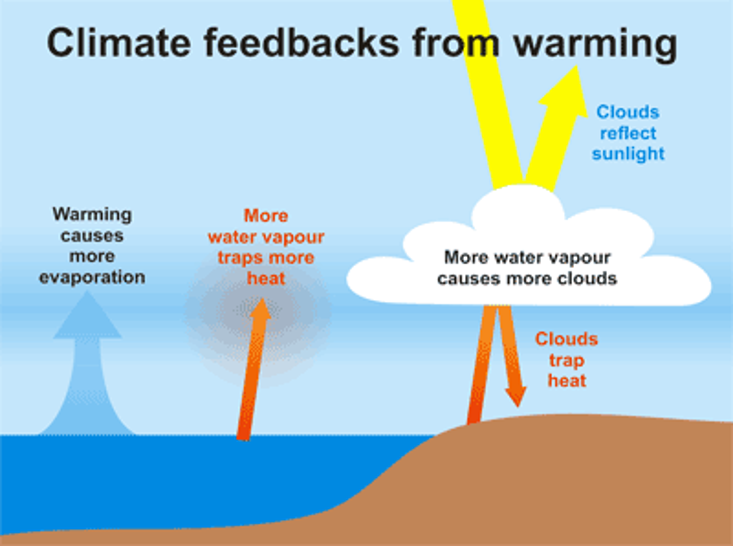 Climate feedbacks from warming
Clouds
reflect
sunlight
Warming
causes
more
evaporation
More
water vapour
traps more
heat
More water vapour
causes more clouds
Clouds
trap
heat